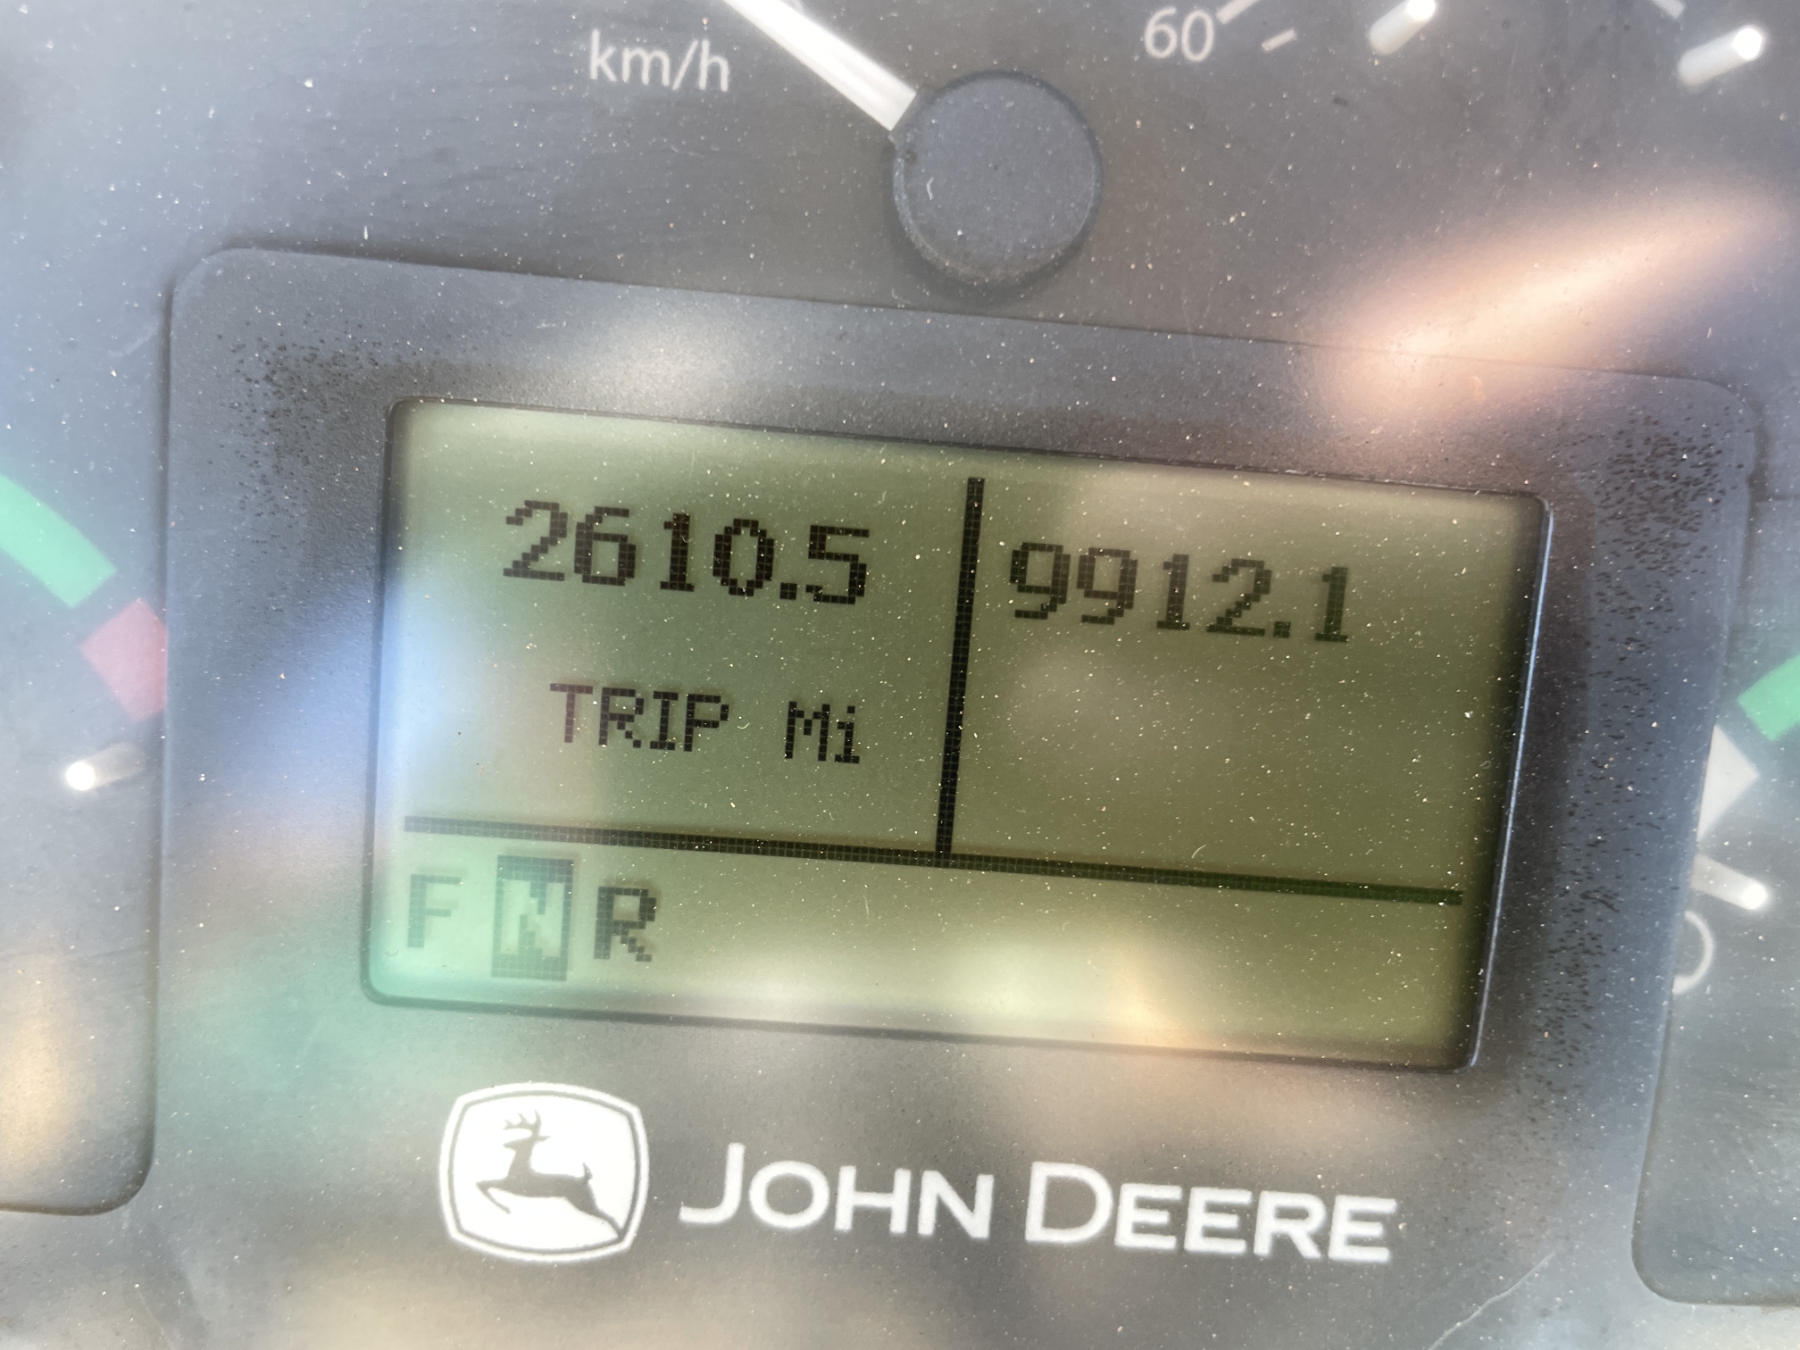 km/h
60
2610.5
9912.1
TRIP Mi
F N R
JOHN DEERE